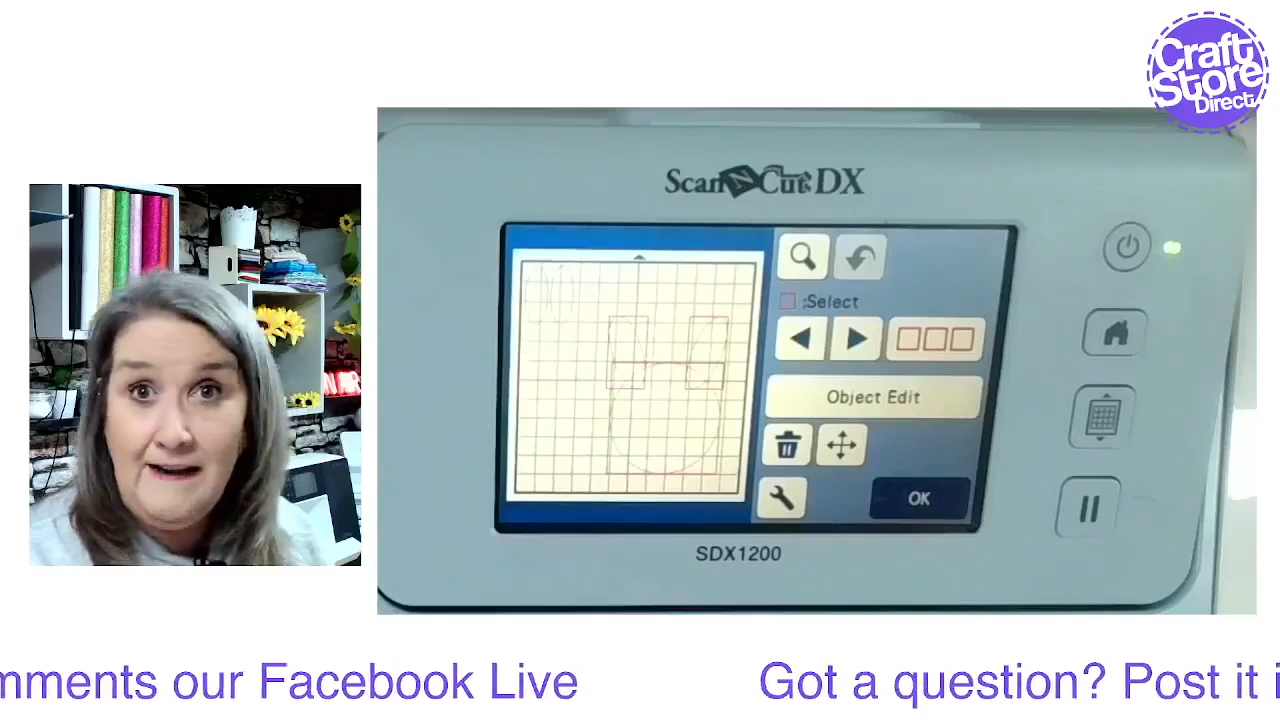 Craft
Store
Direct
ScanNCut DX
:Select
Object Edit
OK
SDX1200
mments our Facebook Live
Got a question? Post it i